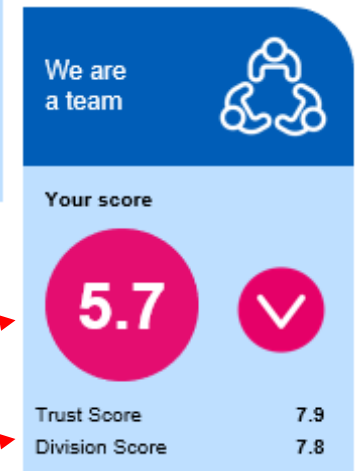 We are
a team
Your score
5.7
Trust Score 7.9
Division Score 7.8